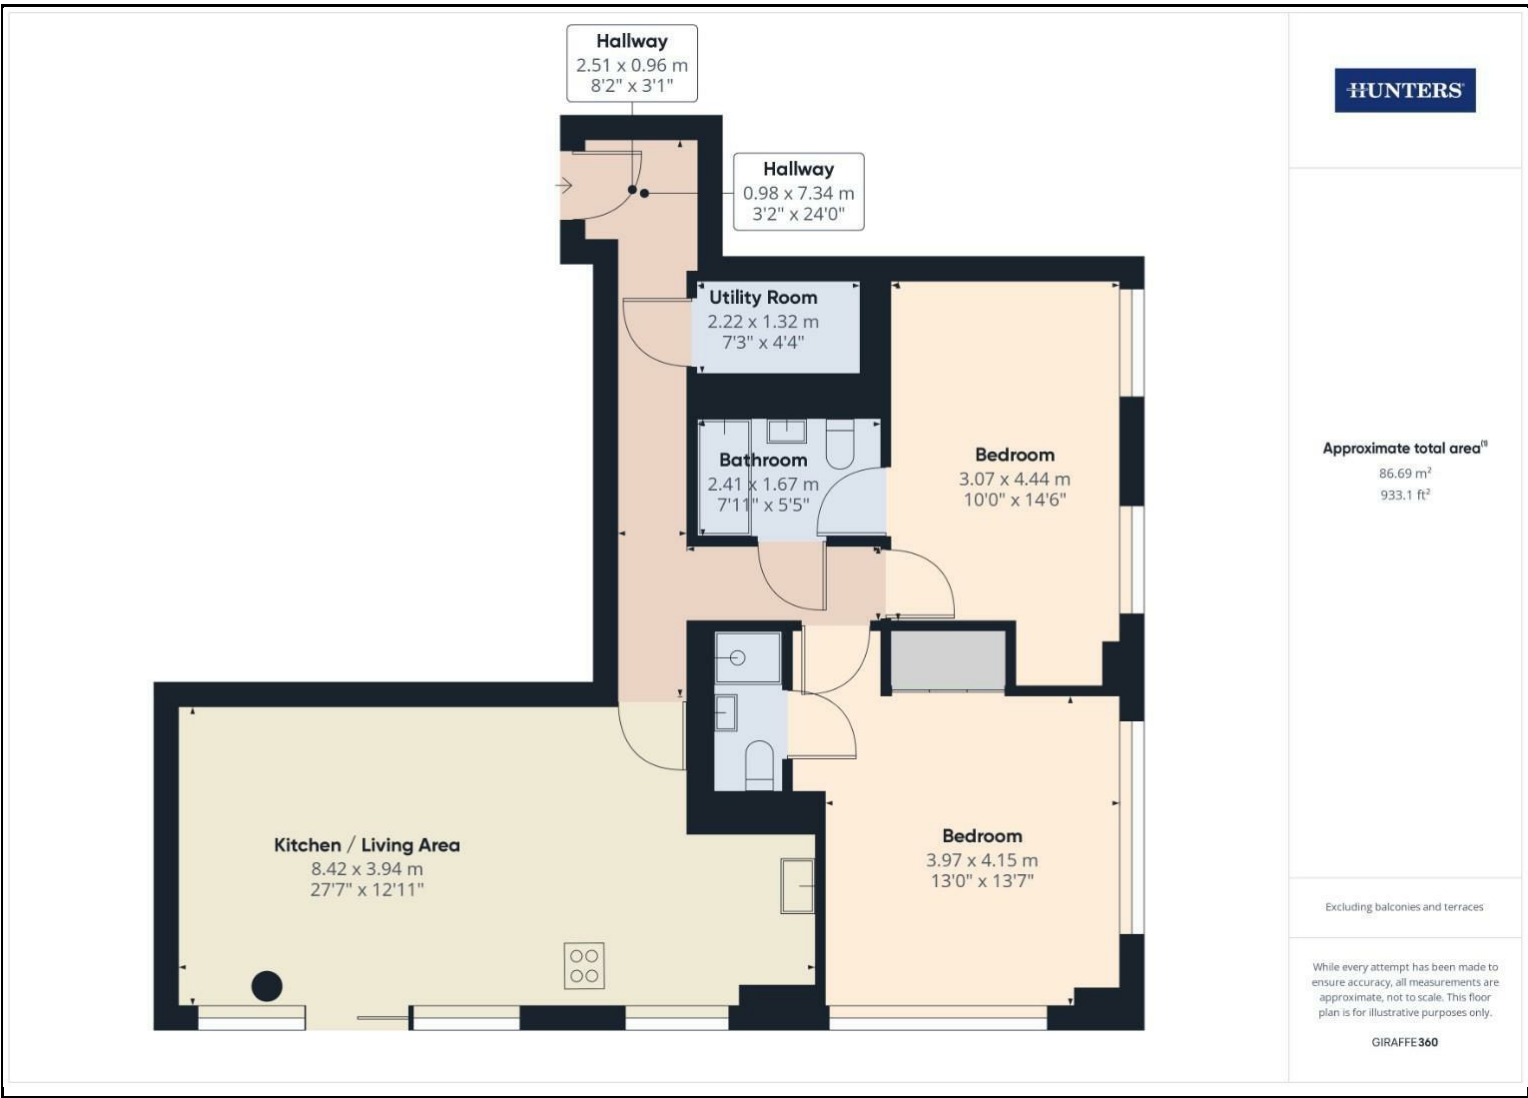 Hallway
2.51 x 0.96 m
8'2" x 3'1"
Hallway
0.98 x 7.34 m
3'2" x 24'0"
Utility Room
2.22 x 1.32 m
7'3" x 4'4"
Bathroom
2.41 x 1.67 m
7'11" x 5'5"
Bedroom
3.07 x 4.44 m
10'0" x 14'6"
Kitchen / Living Area
8.42 x 3.94 m
27'7" x 12'11"
Bedroom
3.97 x 4.15 m
13'0" x 13'7"
HUNTERS
Approximate total area⁽¹⁾
86.69 m²
933.1 ft²
Excluding balconies and terraces
While every attempt has been made to
ensure accuracy, all measurements are
approximate, not to scale. This floor
plan is for illustrative purposes only.
GIRAFFE360